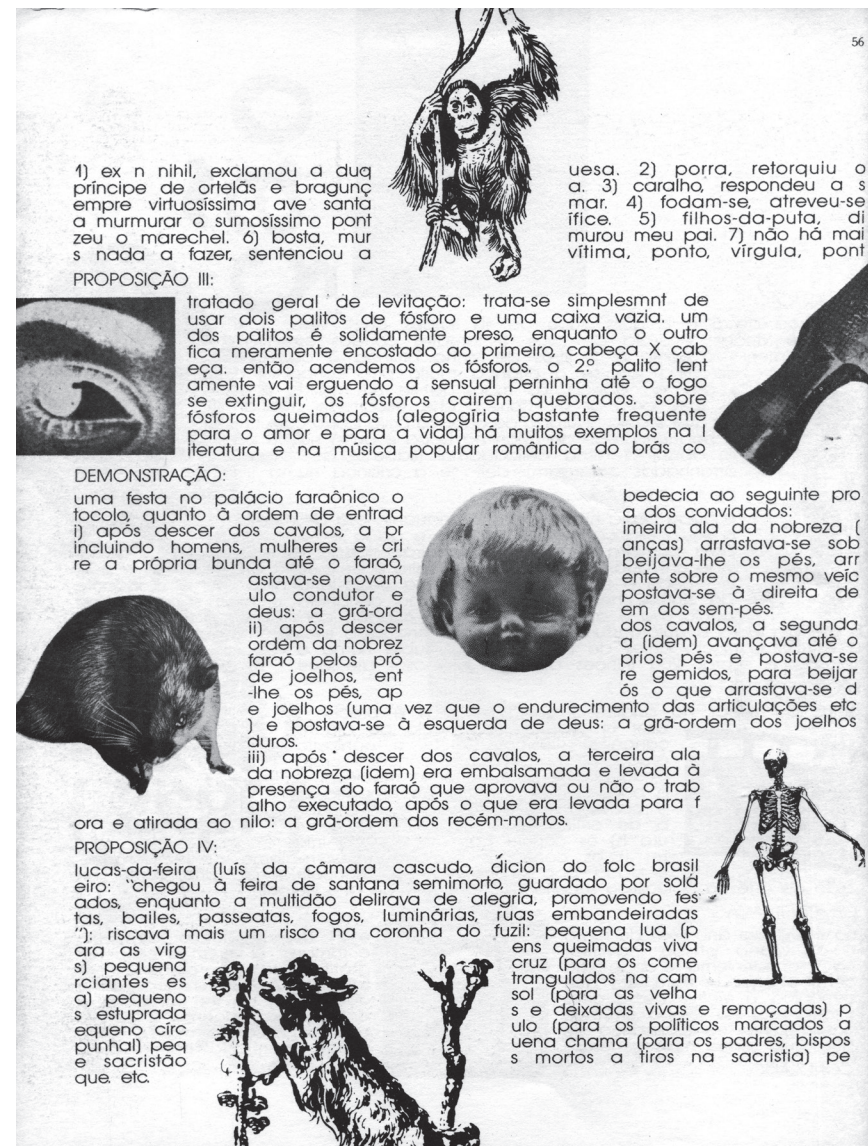 56
1) ex n nihil, exclamou a duq uesa. 2) porra, retorquiu o
príncipe de ortelãs e bragunç a. 3) caralho, respondeu a s
empre virtuosíssima ave santa mar. 4) fodam-se, atreveu-se
a murmurar o sumosíssimo pont ífice. 5) filhos-da-puta, di
zeu o marechel. 6) bosta, mur murou meu pai. 7) não há mai
s nada a fazer, sentenciou a vítima, ponto, vírgula, pont
PROPOSIÇÃO III:
tratado geral de levitação: trata-se simplesmnt de
usar dois palitos de fósforo e uma caixa vazia. um
dos palitos é solidamente preso, enquanto o outro
fica meramente encostado ao primeiro, cabeça X cab
eça. então acendemos os fósforos. o 2.º palito lent
amente vai erguendo a sensual perninha até o fogo
se extinguir, os fósforos cairem quebrados. sobre
fósforos queimados (alegogíria bastante frequente
para o amor e para a vida) há muitos exemplos na l
iteratura e na música popular romântica do brás co
DEMONSTRAÇÃO:
uma festa no palácio faraônico o bedecia ao seguinte pro
tocolo, quanto à ordem de entrad a dos convidados:
i) após descer dos cavalos, a pr imeira ala da nobreza (
incluindo homens, mulheres e cri anças) arrastava-se sob
re a própria bunda até o faraó, beijava-lhe os pés, arr
astava-se novam ente sobre o mesmo veíc
ulo condutor e postava-se à direita de
deus: a grã-ord em dos sem-pés.
ii) após descer dos cavalos, a segunda
ordem da nobrez a (idem) avançava até o
faraó pelos pró prios pés e postava-se
de joelhos, ent re gemidos, para beijar
-lhe os pés, ap ós o que arrastava-se d
e joelhos (uma vez que o endurecimento das articulações etc
) e postava-se à esquerda de deus: a grã-ordem dos joelhos
duros.
iii) após descer dos cavalos, a terceira ala
da nobreza (idem) era embalsamada e levada à
presença do faraó que aprovava ou não o trab
alho executado, após o que era levada para f
ora e atirada ao nilo: a grã-ordem dos recém-mortos.
PROPOSIÇÃO IV:
lucas-da-feira (luís da câmara cascudo, dicion do folc brasil
eiro: "chegou à feira de santana semimorto, guardado por sold
ados, enquanto a multidão delirava de alegria, promovendo fes
tas, bailes, passeatas, fogos, luminárias, ruas embandeiradas
"): riscava mais um risco na coronha do fuzil: pequena lua (p
ara as virg ens queimadas viva
s) pequena cruz (para os come
rciantes es trangulados na cam
a) pequeno sol (para as velha
s estuprada s e deixadas vivas e remoçadas) p
equeno círc ulo (para os políticos marcados a
punhal) peq uena chama (para os padres, bispos
e sacristão s mortos a tiros na sacristia) pe
que. etc.